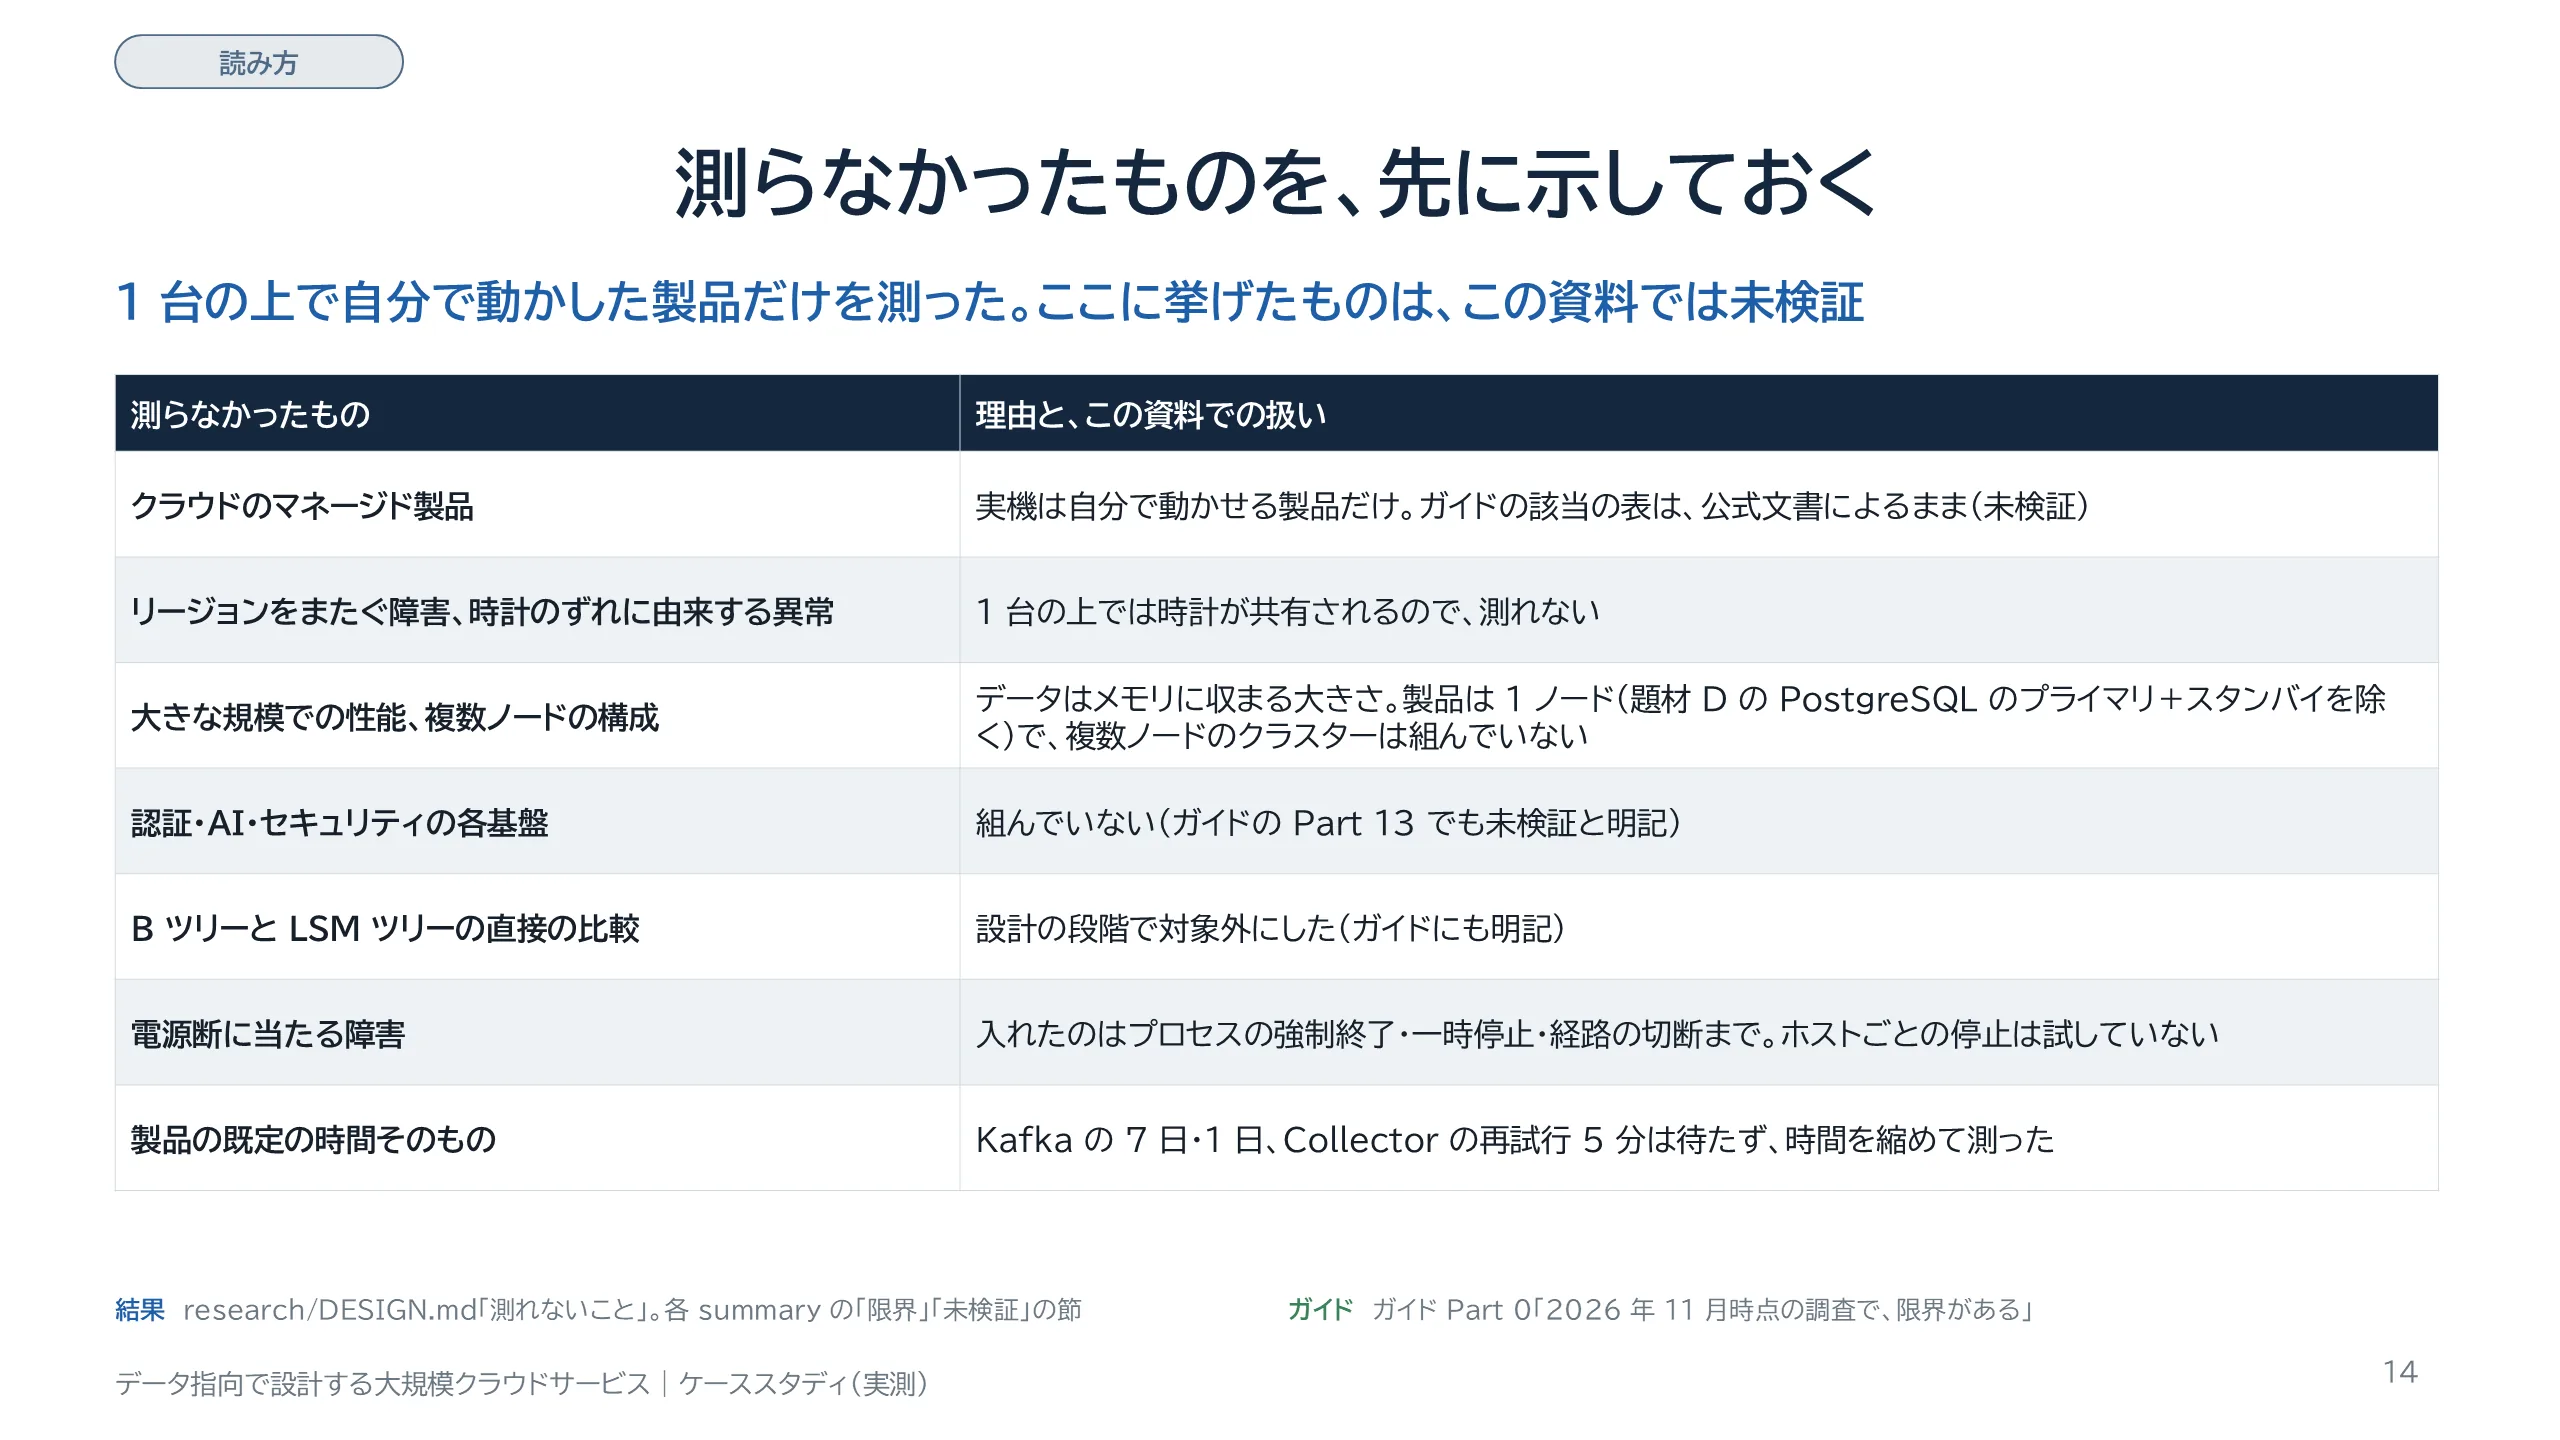 読み方
測らなかったものを、先に示しておく
1 台の上で自分で動かした製品だけを測った。ここに挙げたものは、この資料では未検証
測らなかったもの
理由と、この資料での扱い
クラウドのマネージド製品
実機は自分で動かせる製品だけ。ガイドの該当の表は、公式文書によるまま（未検証）
リージョンをまたぐ障害、時計のずれに由来する異常
1 台の上では時計が共有されるので、測れない
大きな規模での性能、複数ノードの構成
データはメモリに収まる大きさ。製品は 1 ノード（題材 D の PostgreSQL のプライマリ＋スタンバイを除
く）で、複数ノードのクラスターは組んでいない
認証・AI・セキュリティの各基盤
組んでいない（ガイドの Part 13 でも未検証と明記）
B ツリーと LSM ツリーの直接の比較
設計の段階で対象外にした（ガイドにも明記）
電源断に当たる障害
入れたのはプロセスの強制終了・一時停止・経路の切断まで。ホストごとの停止は試していない
製品の既定の時間そのもの
Kafka の 7 日・1 日、Collector の再試行 5 分は待たず、時間を縮めて測った
結果 research/DESIGN.md「測れないこと」。各 summary の「限界」「未検証」の節
ガイド ガイド Part 0「2026 年 11 月時点の調査で、限界がある」
データ指向で設計する大規模クラウドサービス｜ケーススタディ（実測）
14